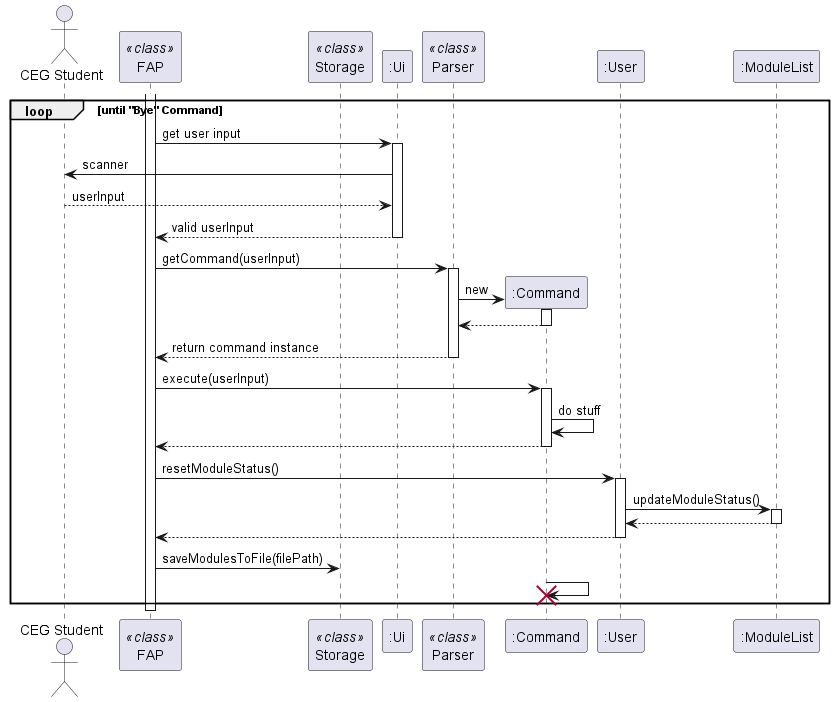 «class»
«class»
«class»
CEG Student
FAP
Storage
:Ui
Parser
:User
:ModuleList
loop
[until "Bye" Command]
get user input
scanner
userInput
valid userInput
getCommand(userInput)
new
:Command
return command instance
execute(userInput)
do stuff
resetModuleStatus()
updateModuleStatus()
saveModulesToFile(filePath)
CEG Student
«class»
FAP
«class»
Storage
:Ui
«class»
Parser
:Command
:User
:ModuleList